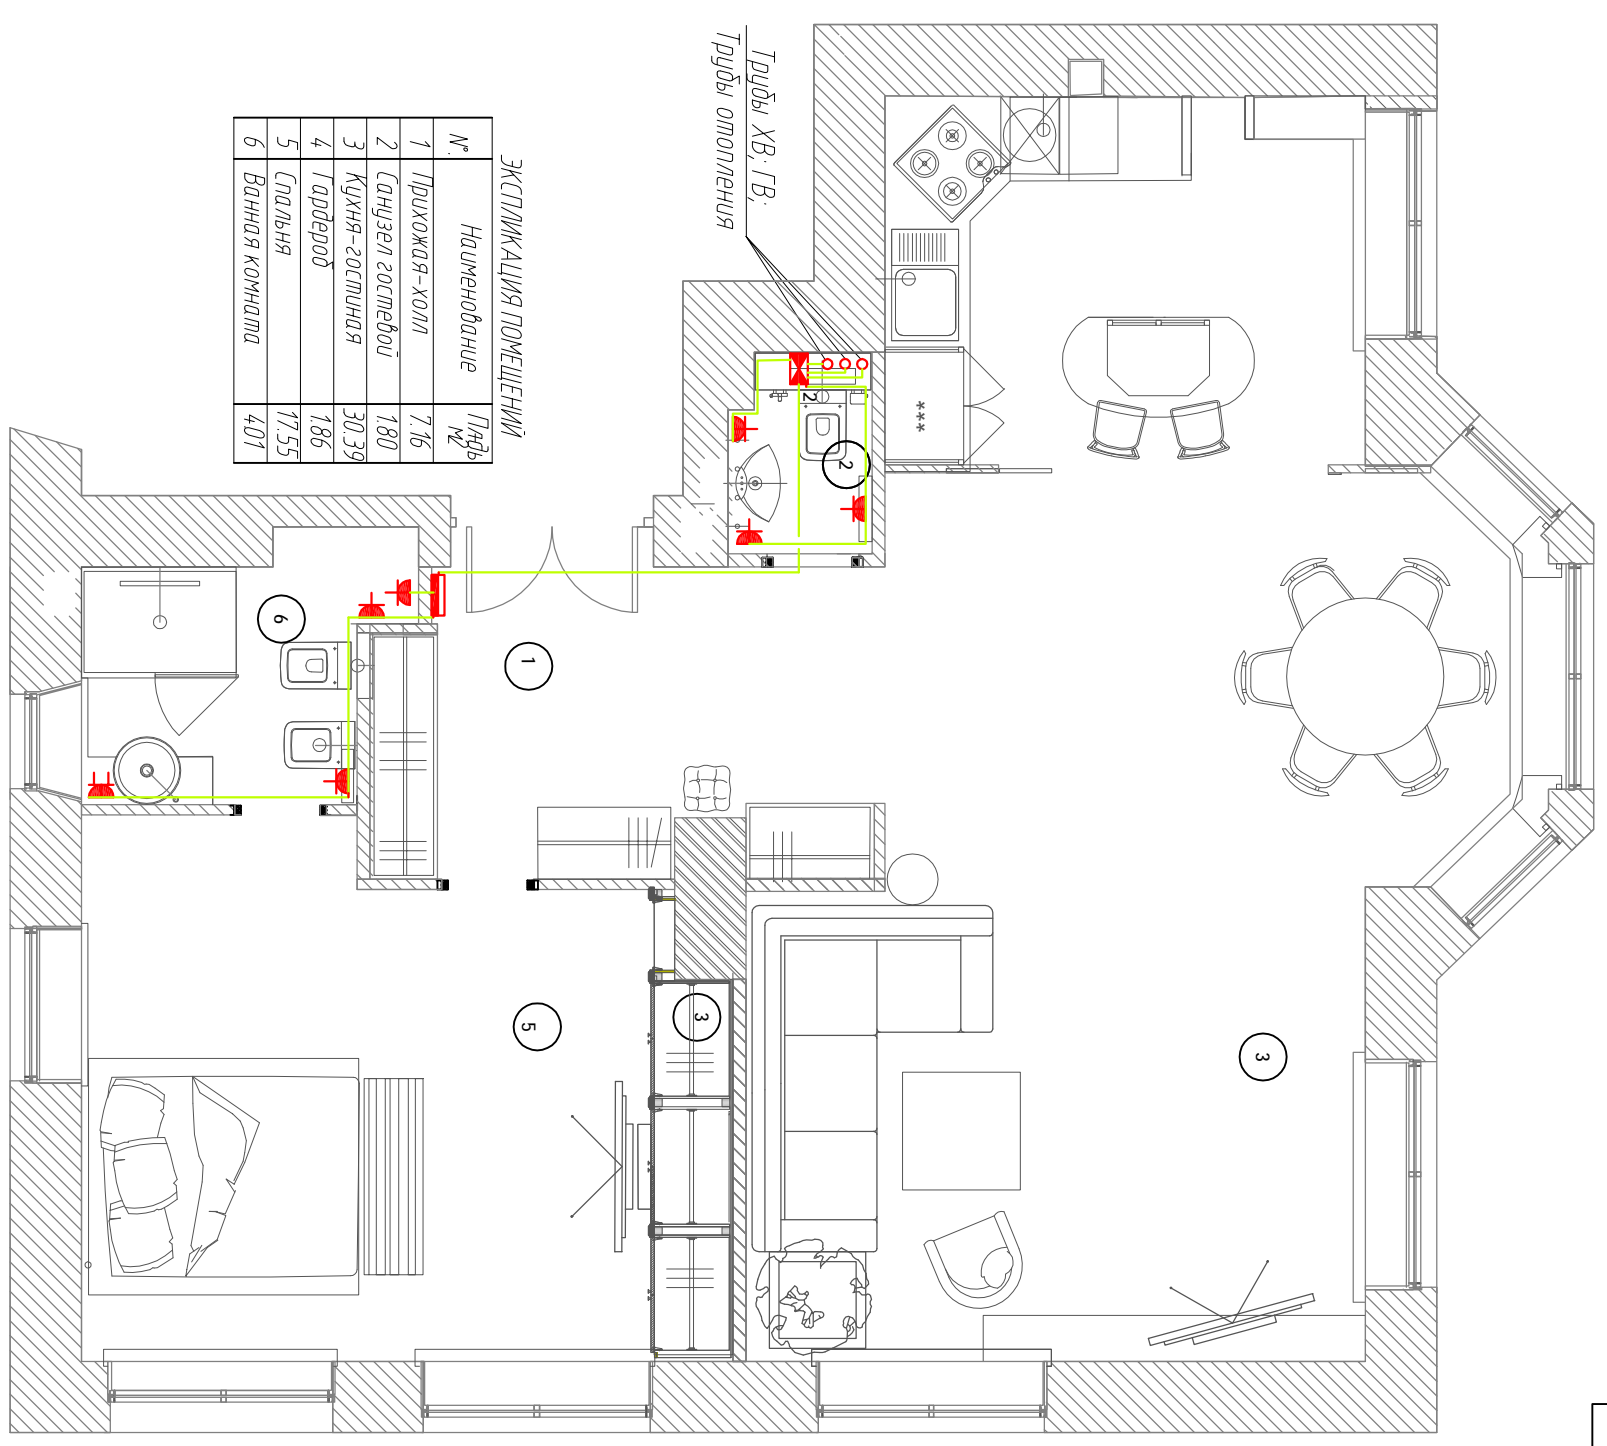 Трубы ХВ; ГВ;
Трубы отопления
ЭКСПЛИКАЦИЯ ПОМЕЩЕНИЙ
№. Наименование Пл-дь м2
1 Прихожая-холл 7.16
2 Санузел гостевой 1.80
3 Кухня-гостиная 30.39
4 Гардероб 1.86
5 Спальня 17.55
6 Ванная комната 4.01
***
2
2
6
1
5
3
3